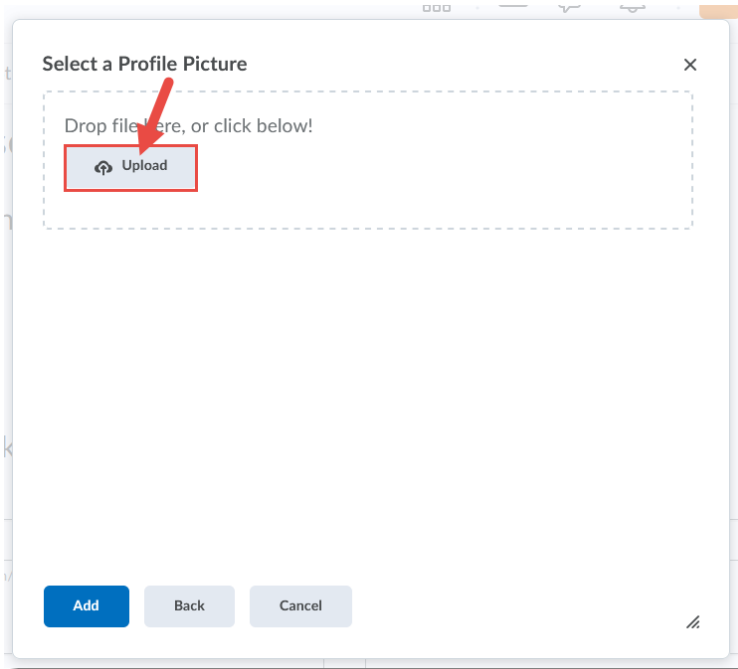 Select a Profile Picture
Drop file here, or click below!
Upload
Add
Back
Cancel